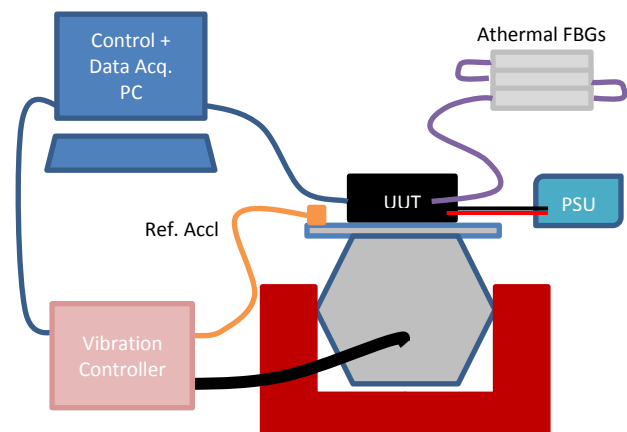 Control +
Data Acq.
PC
Athermal FBGs
UUT
PSU
Ref. Accl
Vibration
Controller